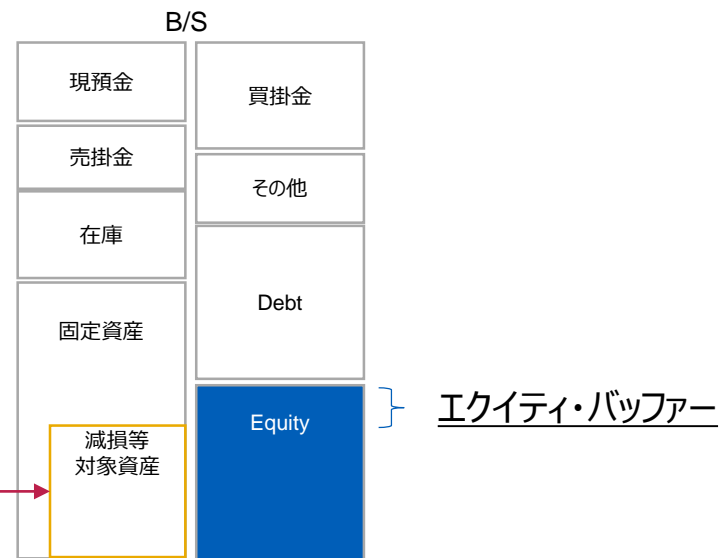 B/S
現預金
売掛金
在庫
固定資産
減損等
対象資産
買掛金
その他
Debt
Equity
エクイティ・バッファー